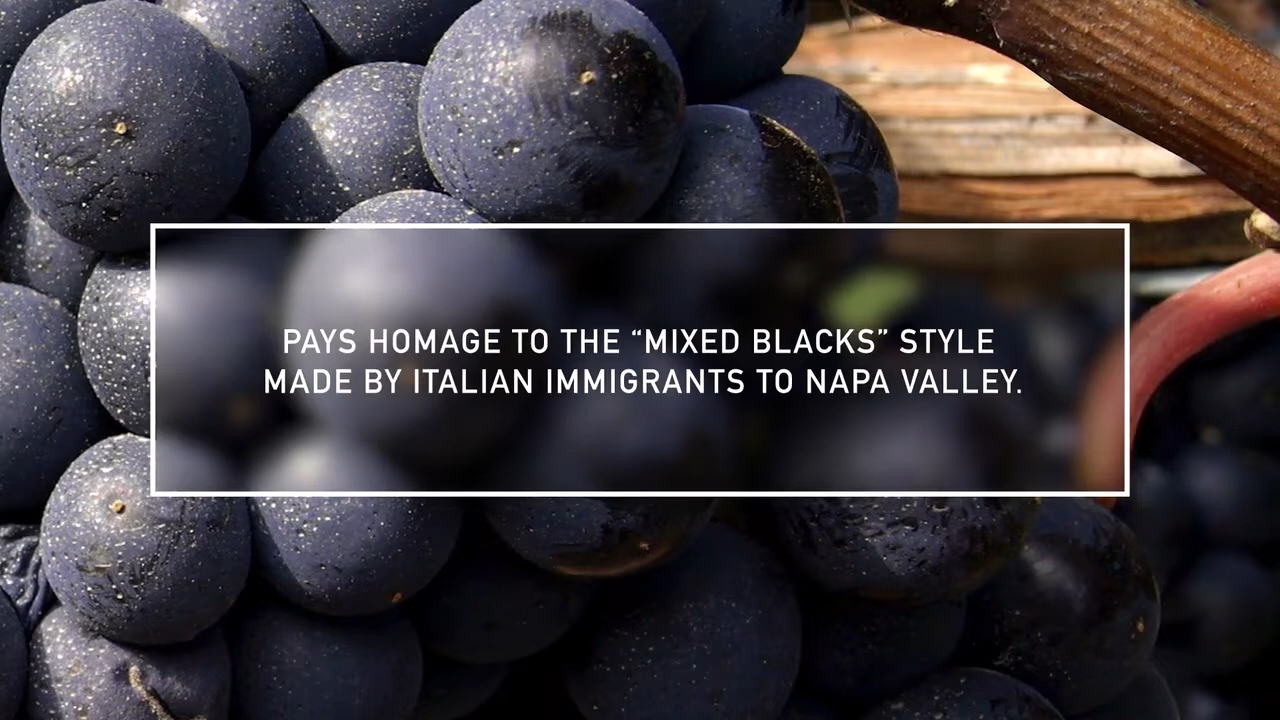 PAYS HOMAGE TO THE “MIXED BLACKS” STYLE
MADE BY ITALIAN IMMIGRANTS TO NAPA VALLEY.